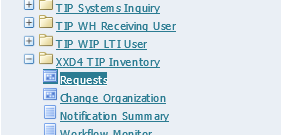 TIP Systems Inquiry
TIP WH Receiving User
TIP WIP LTI User
XXD4 TIP Inventory
Requests
Change Organization
Notification Summary
Workflow Monitor